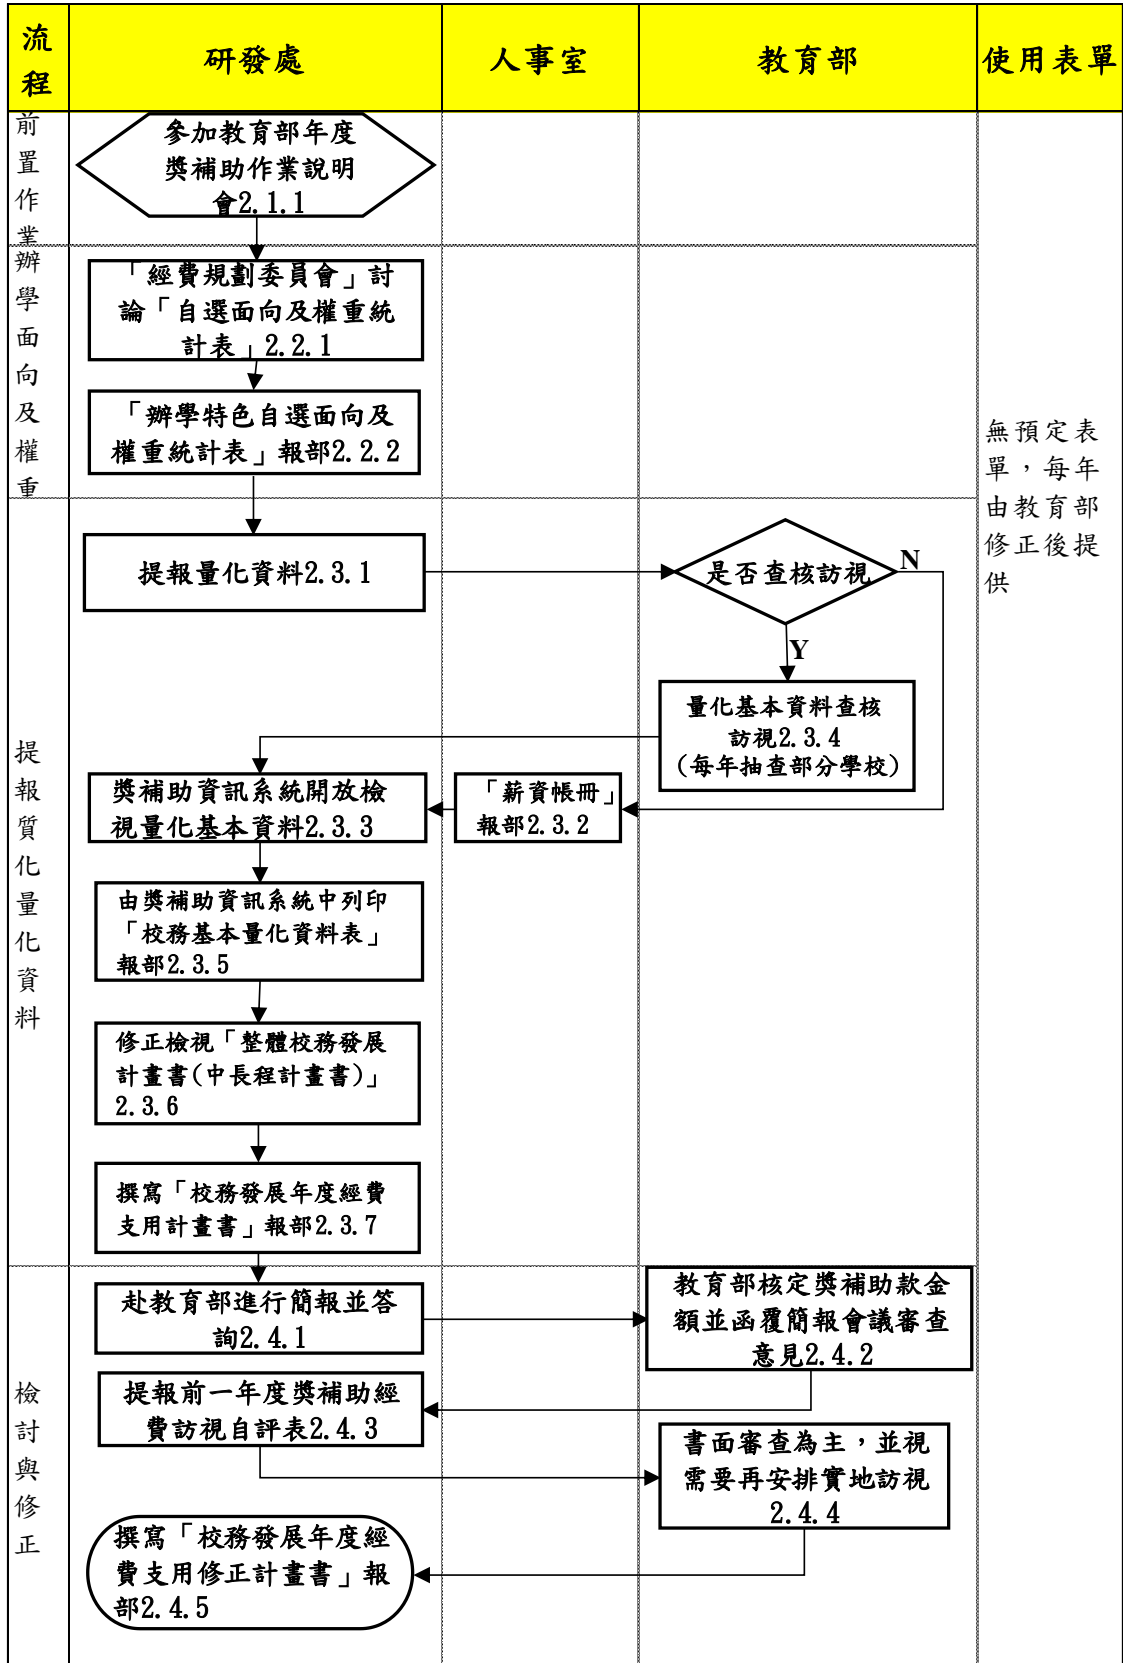 流
程
研發處
人事室
教育部
使用表單
前
置
作
業
參加教育部年度
獎補助作業說明
會2.1.1
辦
學
面
向
及
權
重
「經費規劃委員會」討
論「自選面向及權重統
計表」2.2.1
「辦學特色自選面向及
權重統計表」報部2.2.2
無預定表
單，每年
由教育部
修正後提
供
提
報
質
化
量
化
資
料
提報量化資料2.3.1
是否查核訪視
N
Y
量化基本資料查核
訪視2.3.4
(每年抽查部分學校)
「薪資帳冊」
報部2.3.2
獎補助資訊系統開放檢
視量化基本資料2.3.3
由獎補助資訊系統中列印
「校務基本量化資料表」
報部2.3.5
修正檢視「整體校務發展
計畫書(中長程計畫書)」
2.3.6
撰寫「校務發展年度經費
支用計畫書」報部2.3.7
檢
討
與
修
正
赴教育部進行簡報並答
詢2.4.1
教育部核定獎補助款金
額並函覆簡報會議審查
意見2.4.2
提報前一年度獎補助經
費訪視自評表2.4.3
書面審查為主，並視
需要再安排實地訪視
2.4.4
撰寫「校務發展年度經
費支用修正計畫書」報
部2.4.5